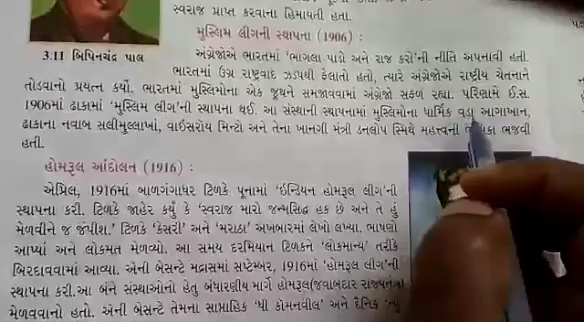 સ્વરાજ પ્રાપ્ત કરવાના હિમાયતી હતા.
મુસ્લિમ લીગની સ્થાપના (1906) :
3.11 બિપિનચંદ્ર પાલ
અંગ્રેજોએ ભારતમાં 'ભાગલા પાડો અને રાજ કરો'ની નીતિ અપનાવી હતી.
ભારતમાં ઉગ્ર રાષ્ટ્રવાદ ઝડપથી ફેલાતો હતો, ત્યારે અંગ્રેજોએ રાષ્ટ્રીય ચેતનાને
તોડવાનો પ્રયત્ન કર્યો. ભારતમાં મુસ્લિમોના એક જૂથને સમજાવવામાં અંગ્રેજો સફળ રહ્યા. પરિણામે ઈ.સ.
1906માં ઢાકામાં 'મુસ્લિમ લીગ'ની સ્થાપના થઈ. આ સંસ્થાની સ્થાપનામાં મુસ્લિમોના ધાર્મિક વડા આગાખાન,
ઢાકાના નવાબ સલીમુલ્લાખાં, વાઇસરૉય મિન્ટો અને તેના ખાનગી મંત્રી ડનલોપ સ્મિથે મહત્ત્વની ભજવી
હતી.
હોમરૂલ આંદોલન (1916) :
એપ્રિલ, 1916માં બાળગંગાધર ટિળકે પૂનામાં 'ઇન્ડિયન હોમરૂલ લીગ'ની
સ્થાપના કરી. ટિળકે જાહેર કર્યું કે 'સ્વરાજ મારો જન્મસિદ્ધ હક છે અને તે હું
મેળવીને જ જંપીશ.' ટિળકે 'કેસરી' અને 'મરાઠા' અખબારમાં લેખો લખ્યા. ભાષણો
આપ્યાં અને લોકમત મેળવ્યો. આ સમય દરમિયાન ટિળકને 'લોકમાન્ય' તરીકે
બિરદાવવામાં આવ્યા. એની બેસન્ટે મદ્રાસમાં સપ્ટેમ્બર, 1916માં 'હોમરૂલ લીગ'ની
સ્થાપના કરી.આ બંને સંસ્થાઓનો હેતુ બંધારણીય માર્ગે હોમરૂલ(જવાબદાર રાજ્યતંત્ર)
મેળવવાનો હતો. એની બેસન્ટે તેમના સાપ્તાહિક 'ધી કોમનવીલ' અને દૈનિક 'ન્યૂ